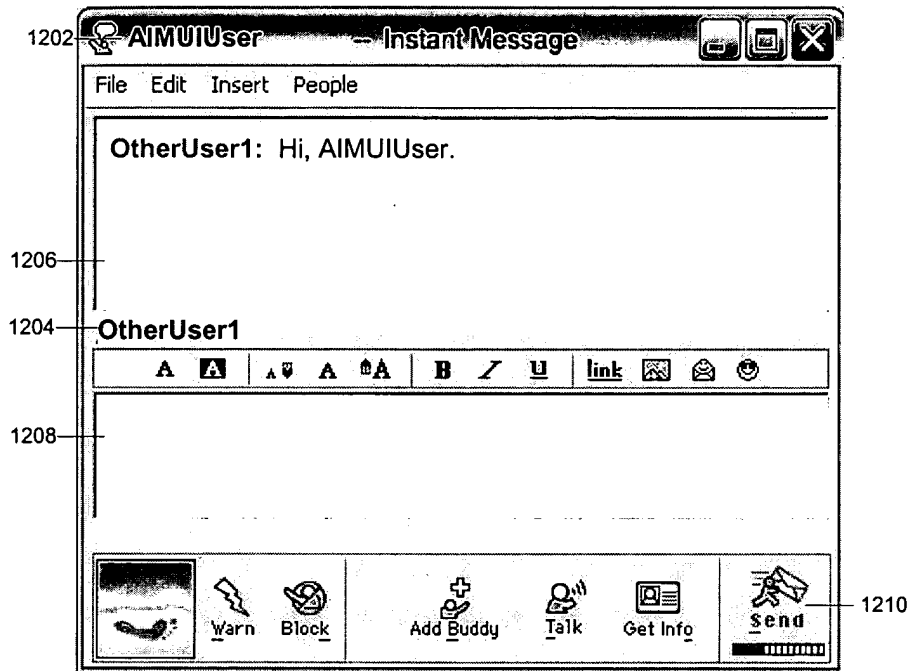 1202 AIMUIUser -- Instant Message
File Edit Insert People
OtherUser1: Hi, AIMUIUser.
1206
1204 OtherUser1
A A A A A B I u link
1208
Warn Block Add Buddy Talk Get Info Send
1210